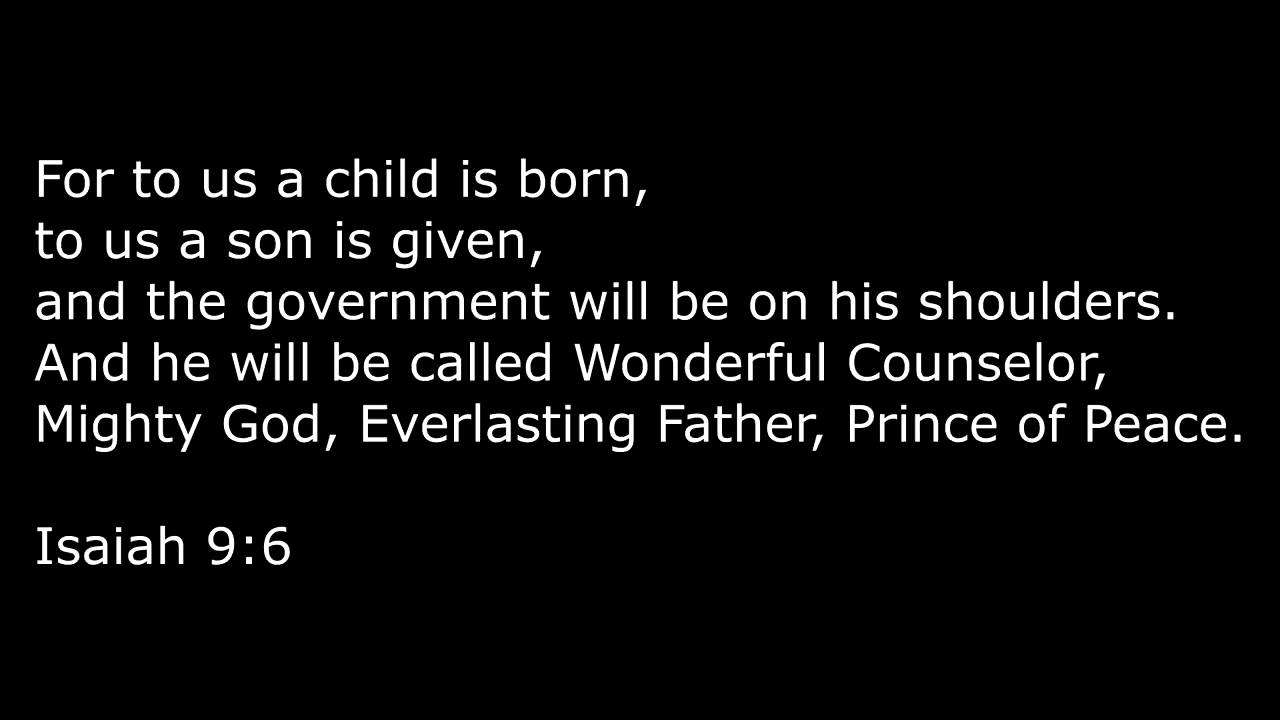 For to us a child is born,
to us a son is given,
and the government will be on his shoulders.
And he will be called Wonderful Counselor,
Mighty God, Everlasting Father, Prince of Peace.
Isaiah 9:6